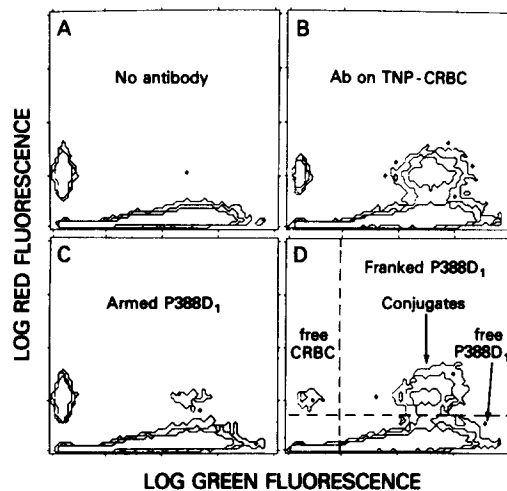 A
No antibody
B
Ab on TNP-CRBC
C
Armed P388D₁
D
Franked P388D₁
Conjugates
free
CRBC
free
P388D₁
LOG RED FLUORESCENCE
LOG GREEN FLUORESCENCE